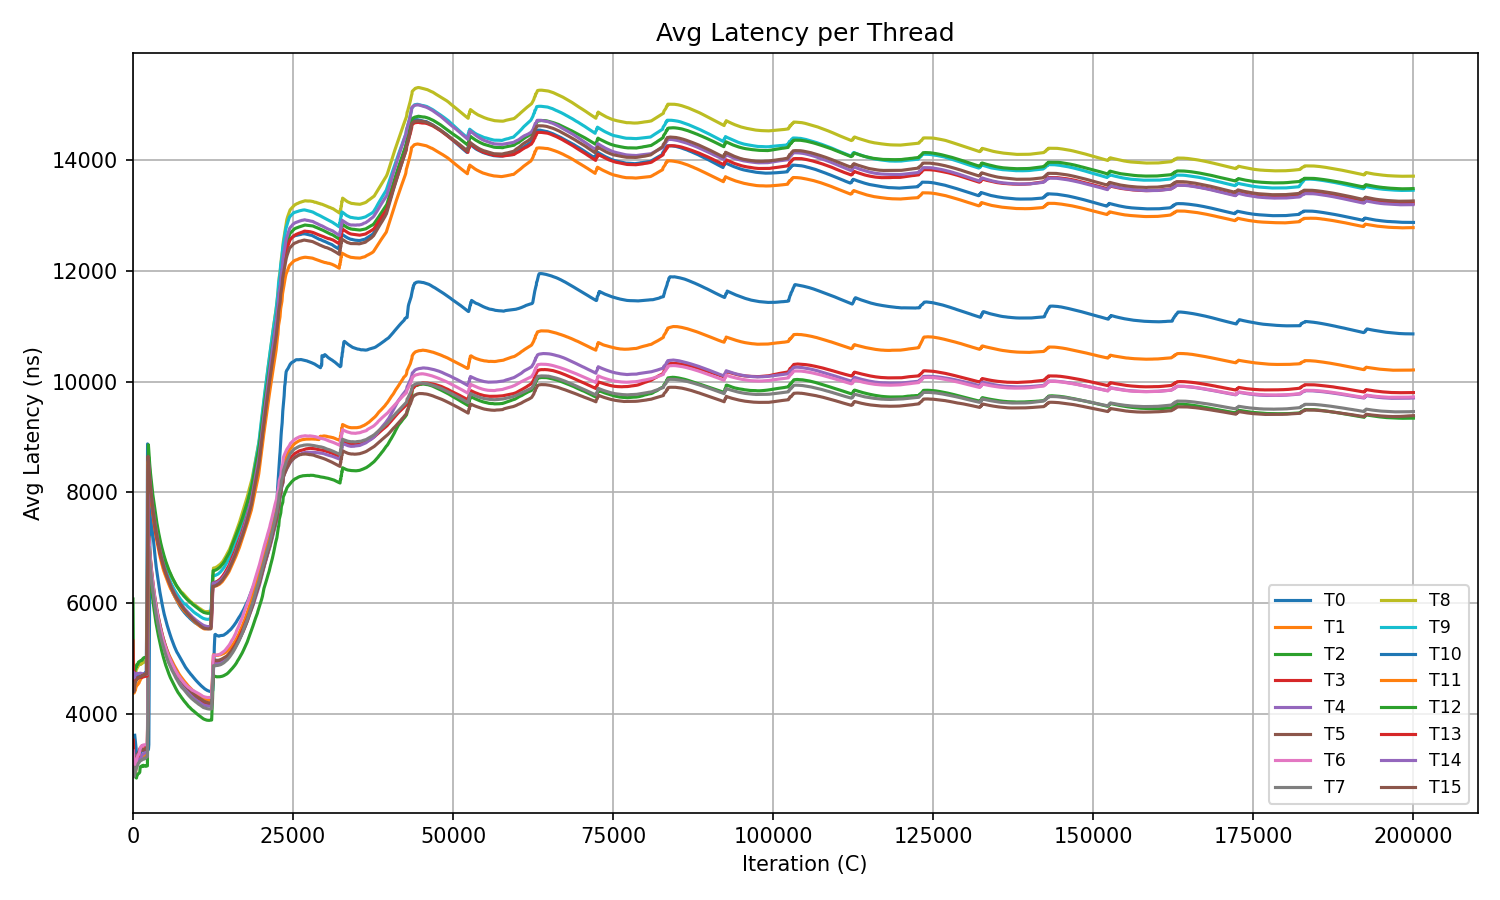 Avg Latency per Thread
Avg Latency (ns)
14000
12000
10000
8000
6000
4000
0 25000 50000 75000 100000 125000 150000 175000 200000
Iteration (C)
T0 T8
T1 T9
T2 T10
T3 T11
T4 T12
T5 T13
T6 T14
T7 T15